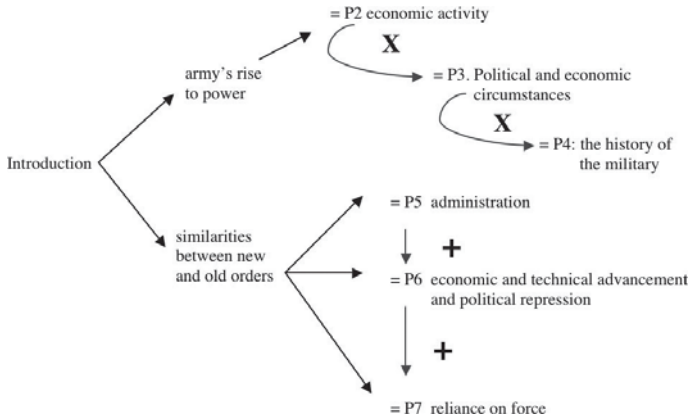 = P2 economic activity
X
army's rise
to power
= P3. Political and economic
circumstances
X
= P4: the history of
the military
Introduction
= P5 administration
+
similarities
between new
and old orders
= P6 economic and technical advancement
and political repression
+
= P7 reliance on force